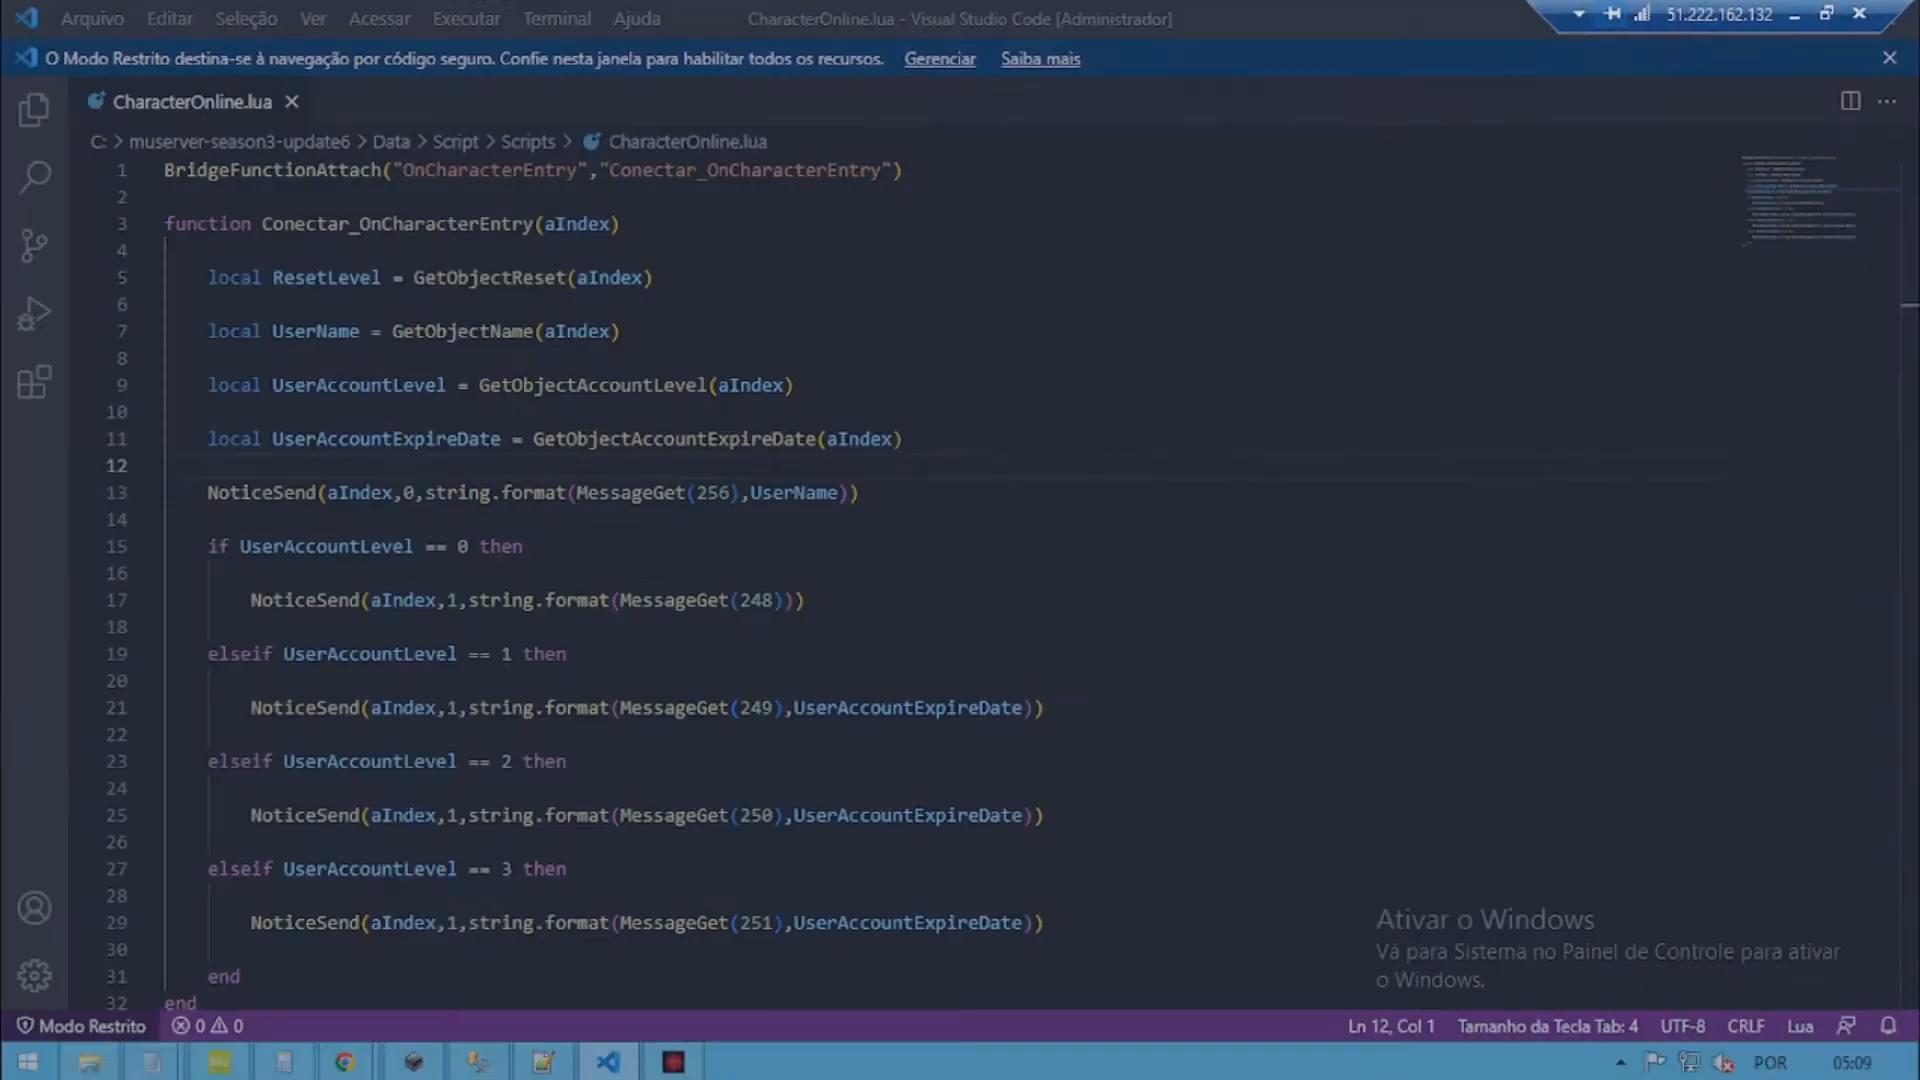 Arquivo Editar Seleção Ver Acessar Executar Terminal Ajuda CharacterOnline.lua - Visual Studio Code [Administrador] 51.222.162.132
O Modo Restrito destina-se à navegação por código seguro. Confie nesta janela para habilitar todos os recursos. Gerenciar Saiba mais
CharacterOnline.lua
C: > muserver-season3-update6 > Data > Script > Scripts > CharacterOnline.lua
1 BridgeFunctionAttach("OnCharacterEntry","Conectar_OnCharacterEntry")
2
3 function Conectar_OnCharacterEntry(aIndex)
4
5 local ResetLevel = GetObjectReset(aIndex)
6
7 local UserName = GetObjectName(aIndex)
8
9 local UserAccountLevel = GetObjectAccountLevel(aIndex)
10
11 local UserAccountExpireDate = GetObjectAccountExpireDate(aIndex)
12
13 NoticeSend(aIndex,0,string.format(MessageGet(256),UserName))
14
15 if UserAccountLevel == 0 then
16
17 NoticeSend(aIndex,1,string.format(MessageGet(248)))
18
19 elseif UserAccountLevel == 1 then
20
21 NoticeSend(aIndex,1,string.format(MessageGet(249),UserAccountExpireDate))
22
23 elseif UserAccountLevel == 2 then
24
25 NoticeSend(aIndex,1,string.format(MessageGet(250),UserAccountExpireDate))
26
27 elseif UserAccountLevel == 3 then
28
29 NoticeSend(aIndex,1,string.format(MessageGet(251),UserAccountExpireDate))
30
31 end
32 end
Ativar o Windows
Vá para Sistema no Painel de Controle para ativar
o Windows.
Modo Restrito 0 0 Ln 12, Col 1 Tamanho da Tecla Tab: 4 UTF-8 CRLF Lua
POR 05:09